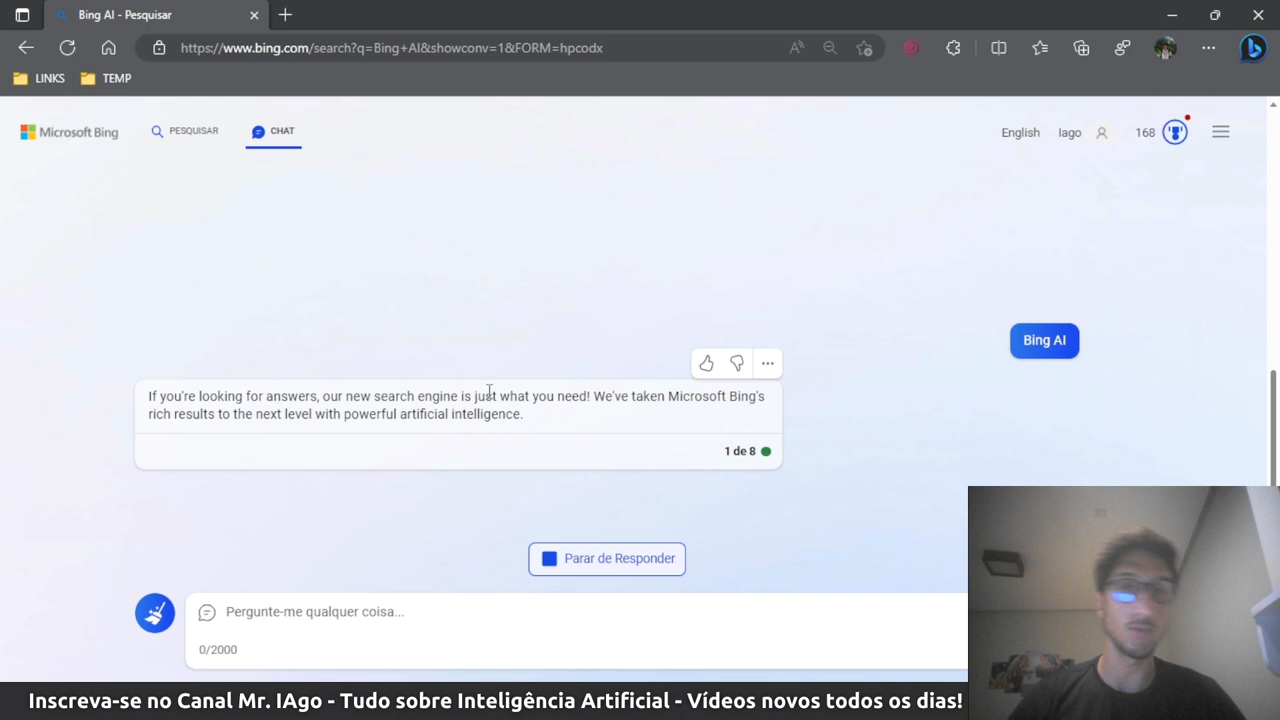 Bing AI - Pesquisar
https://www.bing.com/search?q=Bing+AI&showconv=1&FORM=hpcodx
LINKS
TEMP
Microsoft Bing
PESQUISAR
CHAT
English
Iago
168
Bing AI
If you're looking for answers, our new search engine is just what you need! We've taken Microsoft Bing's
rich results to the next level with powerful artificial intelligence.
1 de 8
Parar de Responder
Pergunte-me qualquer coisa...
0/2000
Inscreva-se no Canal Mr. IAgo - Tudo sobre Inteligência Artificial - Vídeos novos todos os dias!